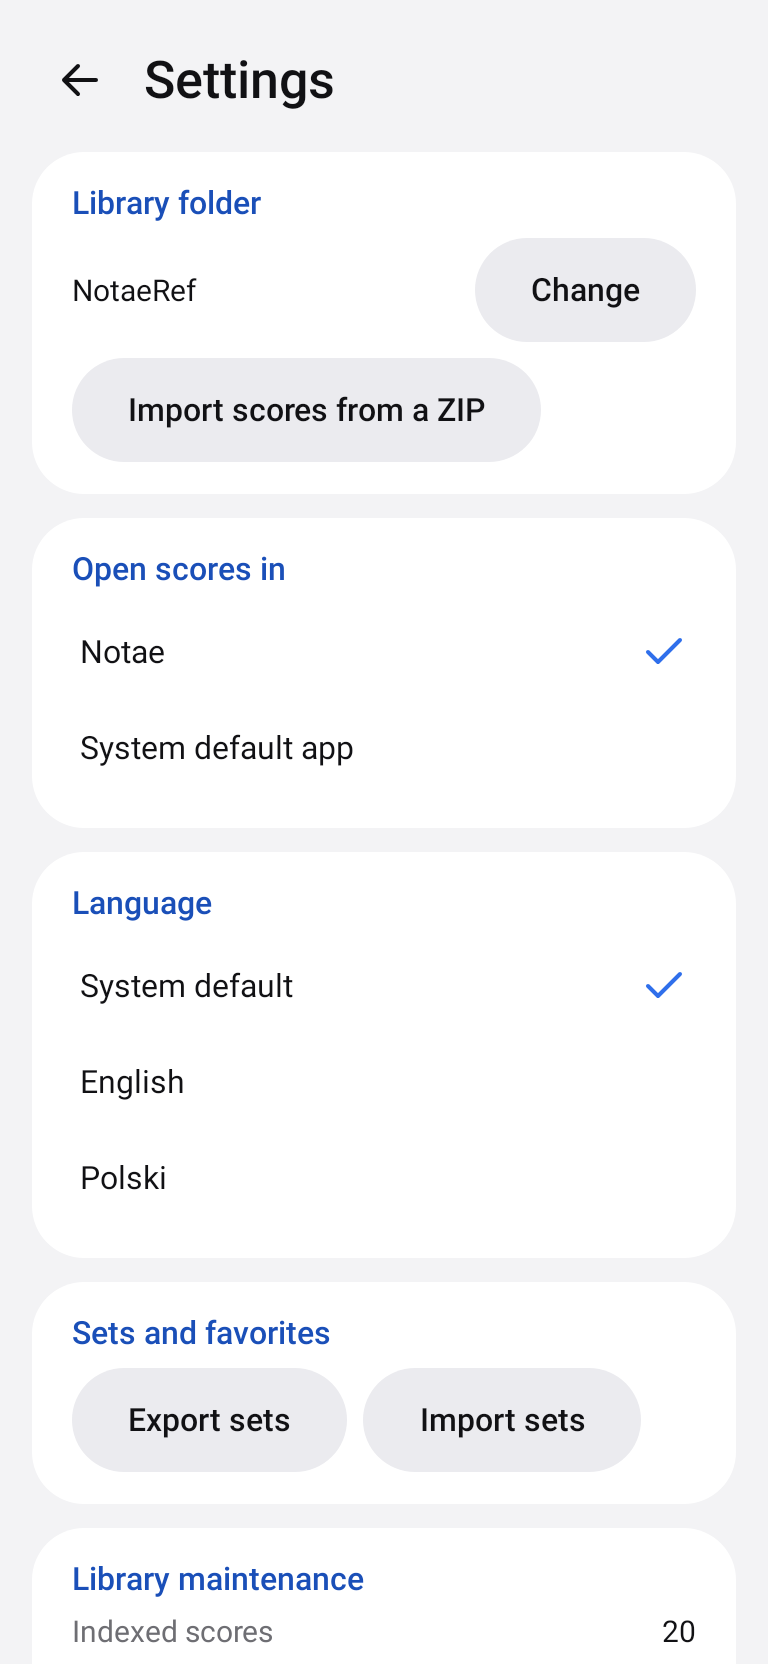 Settings
Library folder
NotaeRef
Change
Import scores from a ZIP
Open scores in
Notae
System default app
Language
System default
English
Polski
Sets and favorites
Export sets
Import sets
Library maintenance
Indexed scores 20